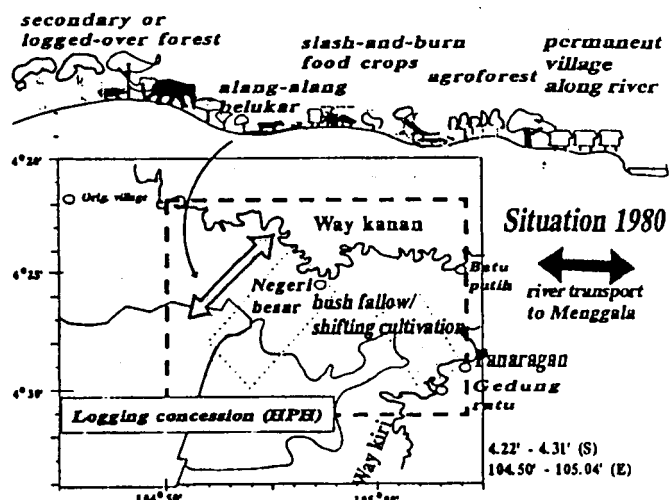 secondary or
logged-over forest
slash-and-burn
food crops
permanent
village
along river
agroforest
alang-alang
belukar
Orig. village
Way kanan
Situation 1980
river transport
to Menggala
Batu
putih
Negeri
besar
bush fallow/
shifting cultivation
Panaragan
Gedung
ratu
Logging concession (HPH)
Way kiri
4.22' - 4.31' (S)
104.50' - 105.04' (E)